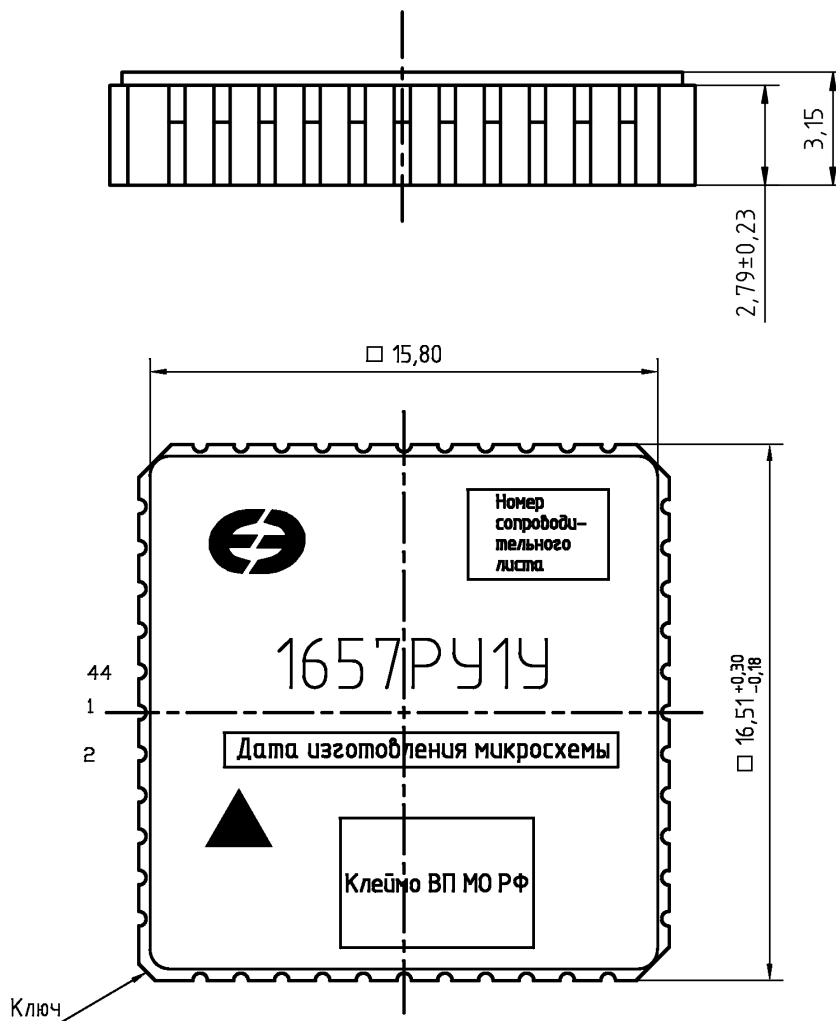 3,15
2,79±0,23
□ 15,80
Номер
сопроводи-
тельного
листа
1657РУ1У
44
1
2
□ 16,51 +0,30 -0,18
Дата изготовления микросхемы
Клеймо ВП МО РФ
Ключ